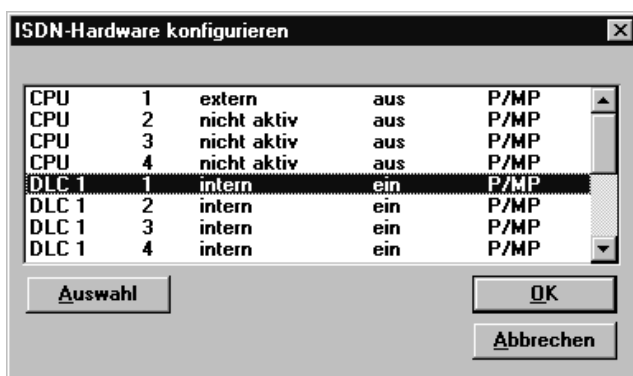 ISDN-Hardware konfigurieren
CPU 1 extern aus P/MP
CPU 2 nicht aktiv aus P/MP
CPU 3 nicht aktiv aus P/MP
CPU 4 nicht aktiv aus P/MP
DLC 1 1 intern ein P/MP
DLC 1 2 intern ein P/MP
DLC 1 3 intern ein P/MP
DLC 1 4 intern ein P/MP
Auswahl OK
Abbrechen